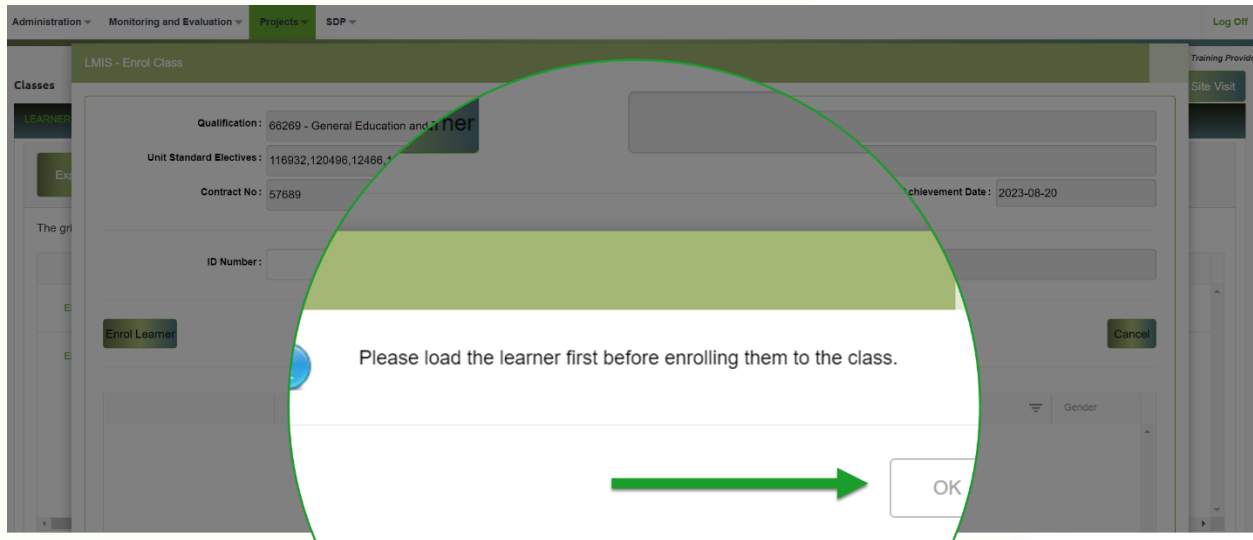 Administration Monitoring and Evaluation Projects SDP Log Off
LMIS - Enrol Class
Training Provide
Classes
Site Visit
LEARNER
Qualification: 66269 - General Education and
Unit Standard Electives: 116932,120496,12466,1
Contract No: 57689
chievement Date: 2023-08-20
The gri
ID Number:
Enrol Learner
Cancel
Please load the learner first before enrolling them to the class.
Gender
OK